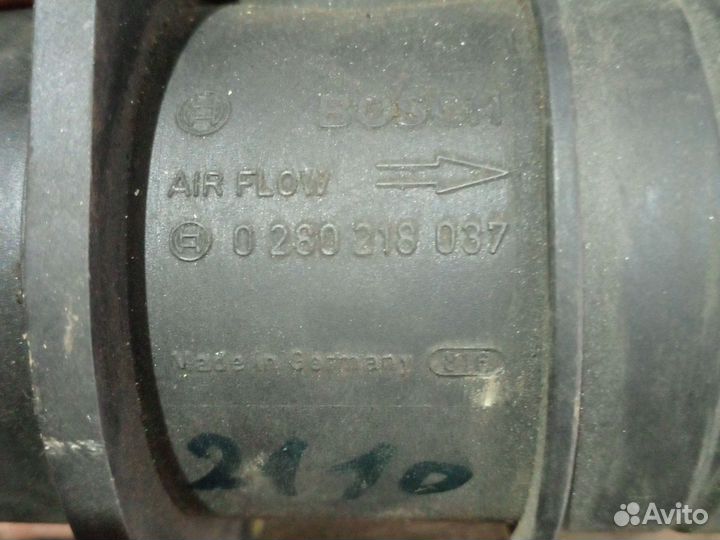 BOSCH
AIR FLOW
0 280 218 037
Made in Germany
2110
Avito